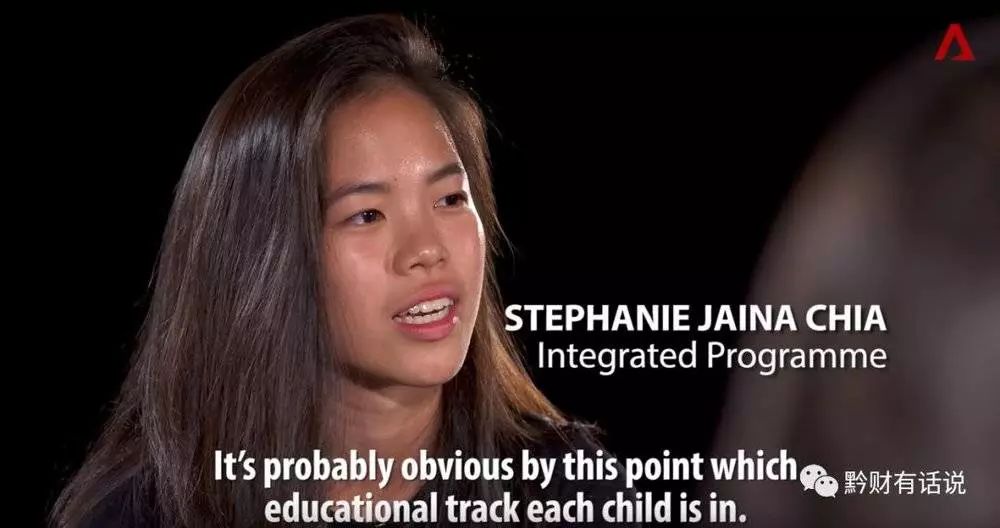 STEPHANIE JAINA CHIA
Integrated Programme
It's probably obvious by this point which
educational track each child is in.
黔财有话说